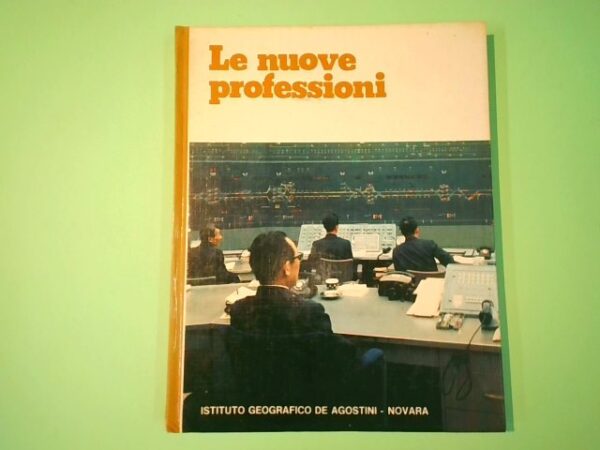 Le nuove
professioni
ISTITUTO GEOGRAFICO DE AGOSTINI - NOVARA